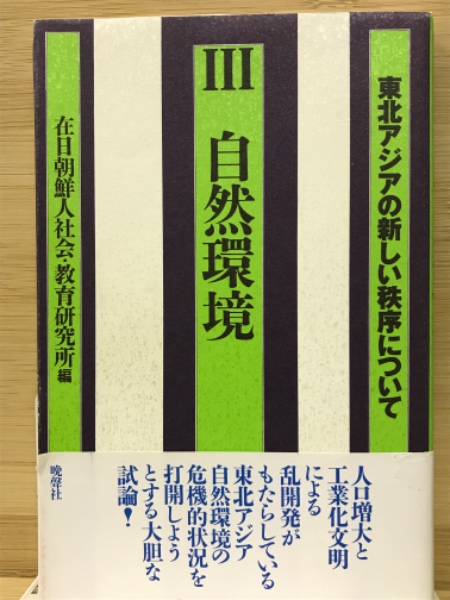 東北アジアの新しい秩序について
III 自然環境
在日朝鮮人社会・教育研究所編
人口増大と
工業化文明
による
乱開発が
もたらしている
東北アジア
自然環境の
危機的状況を
打開しよう
とする大胆な
試論!
晩聲社